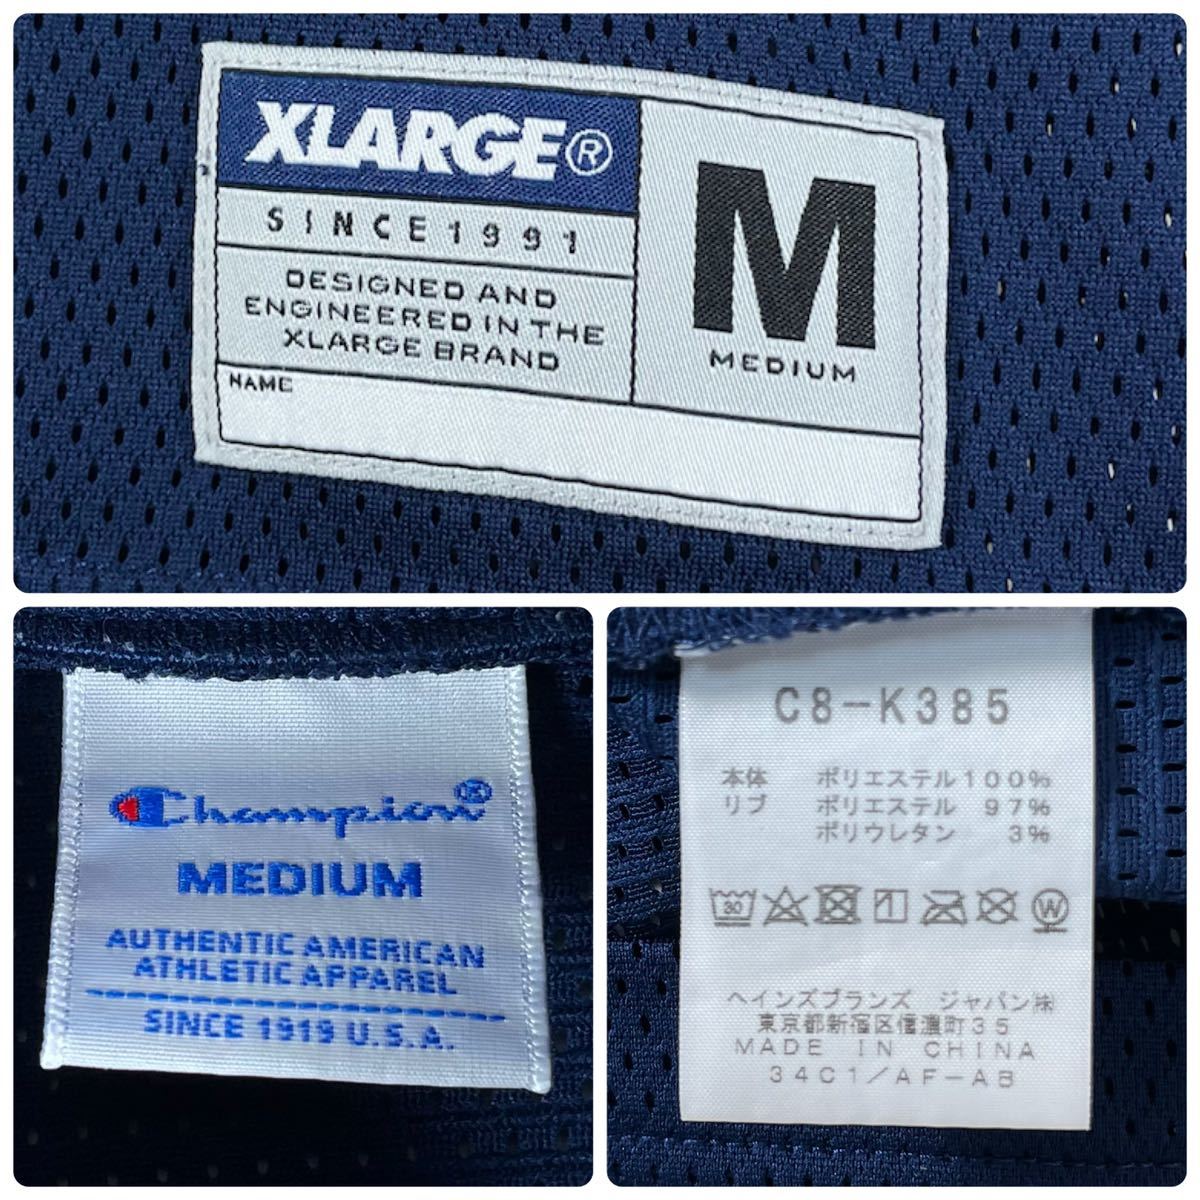 XLARGE®
SINCE 1991
DESIGNED AND
ENGINEERED IN THE
XLARGE BRAND
NAME
M
MEDIUM
Champion®
MEDIUM
AUTHENTIC AMERICAN
ATHLETIC APPAREL
SINCE 1919 U.S.A.
C8-K385
本体 ポリエステル100%
リブ ポリエステル 97%
ポリウレタン 3%
30 W
ヘインズブランズ ジャパン㈱
東京都新宿区信濃町35
MADE IN CHINA
34C1/AF-AB